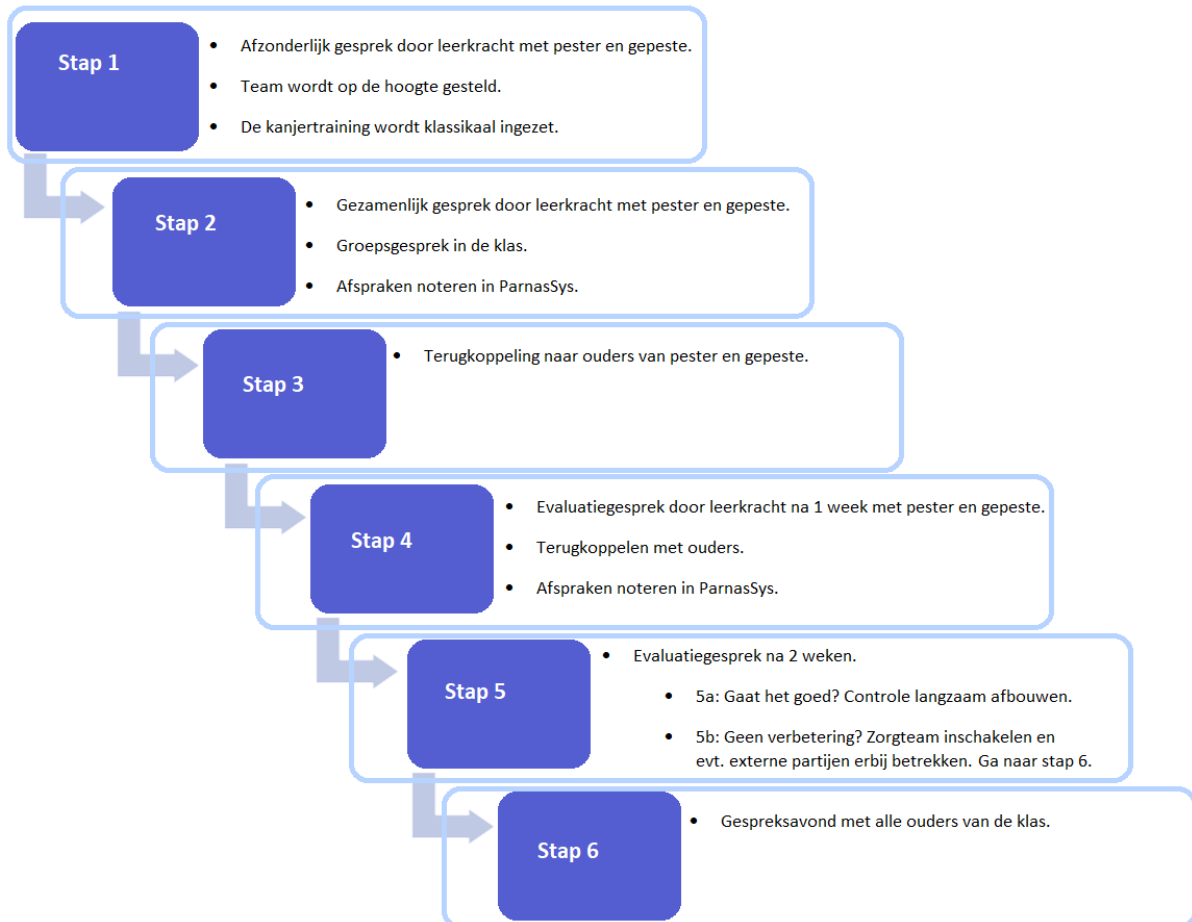 Stap 1
• Afzonderlijk gesprek door leerkracht met pester en gepeste.
• Team wordt op de hoogte gesteld.
• De kanjertraining wordt klassikaal ingezet.
Stap 2
• Gezamenlijk gesprek door leerkracht met pester en gepeste.
• Groepsgesprek in de klas.
• Afspraken noteren in ParnasSys.
Stap 3
• Terugkoppeling naar ouders van pester en gepeste.
Stap 4
• Evaluatiegesprek door leerkracht na 1 week met pester en gepeste.
• Terugkoppelen met ouders.
• Afspraken noteren in ParnasSys.
Stap 5
• Evaluatiegesprek na 2 weken.
• 5a: Gaat het goed? Controle langzaam afbouwen.
• 5b: Geen verbetering? Zorgteam inschakelen en
evt. externe partijen erbij betrekken. Ga naar stap 6.
Stap 6
• Gespreksavond met alle ouders van de klas.